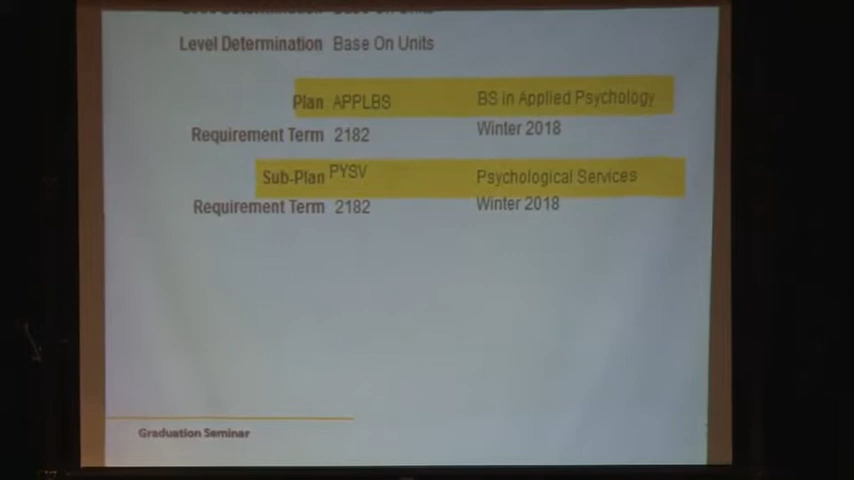 Level Determination Base On Units
Plan APPLBS BS in Applied Psychology
Requirement Term 2182 Winter 2018
Sub-Plan PYSV Psychological Services
Requirement Term 2182 Winter 2018
Graduation Seminar